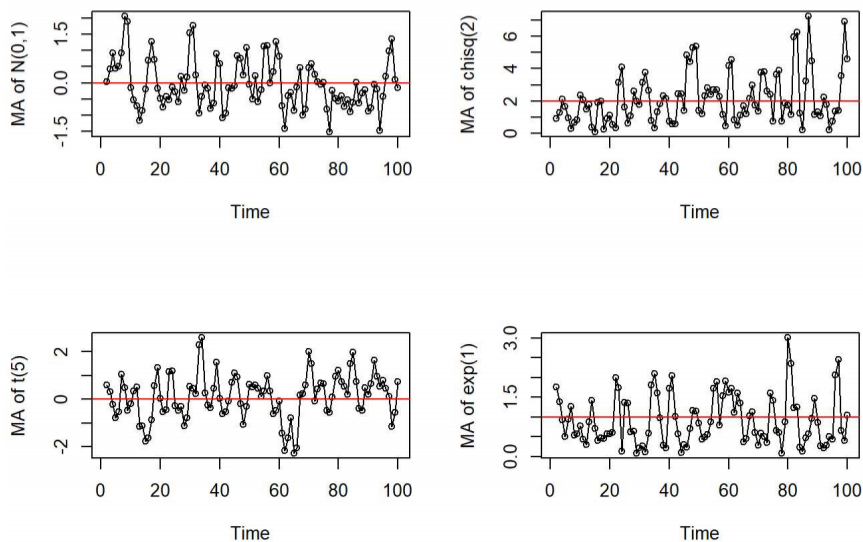 MA of N(0,1)
-1.5 0.0 1.5
0 20 40 60 80 100
Time
MA of chisq(2)
0 2 4 6
0 20 40 60 80 100
Time
MA of t(5)
-2 0 2
0 20 40 60 80 100
Time
MA of exp(1)
0.0 1.5 3.0
0 20 40 60 80 100
Time